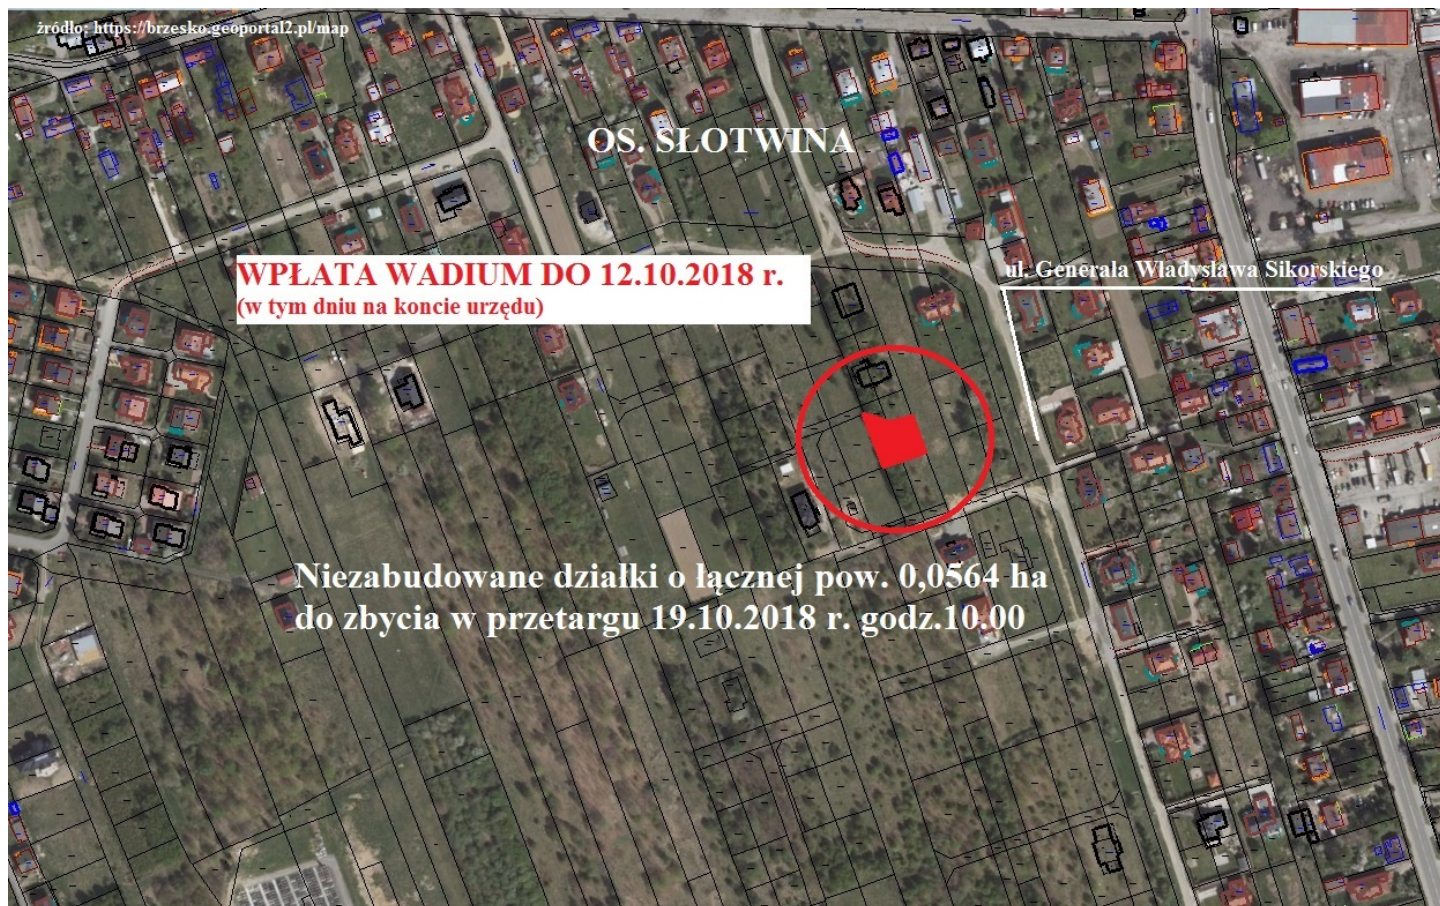 źródło: https://brzesko.geoportal2.pl/map
OS. SŁOTWINA
WPŁATA WADIUM DO 12.10.2018 r.
(w tym dniu na koncie urzędu)
ul. Generała Władysława Sikorskiego
Niezabudowane działki o łącznej pow. 0,0564 ha
do zbycia w przetargu 19.10.2018 r. godz.10.00